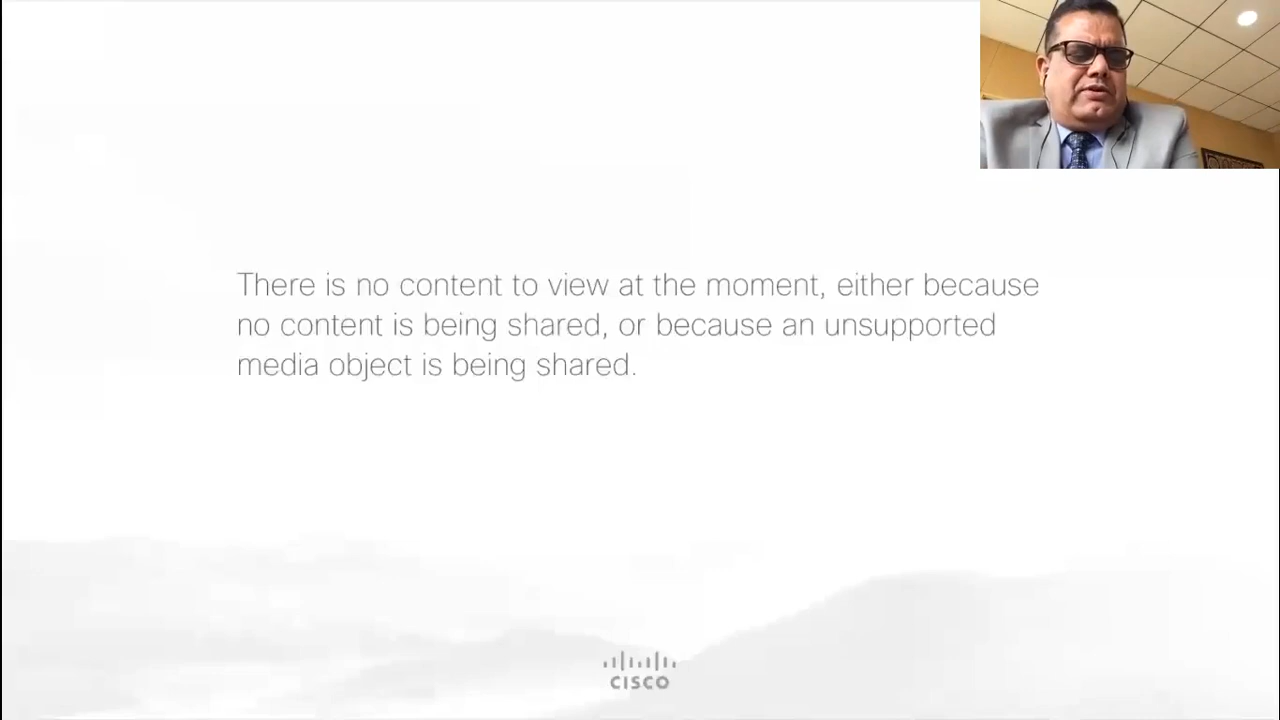 There is no content to view at the moment, either because
no content is being shared, or because an unsupported
media object is being shared.
CISCO